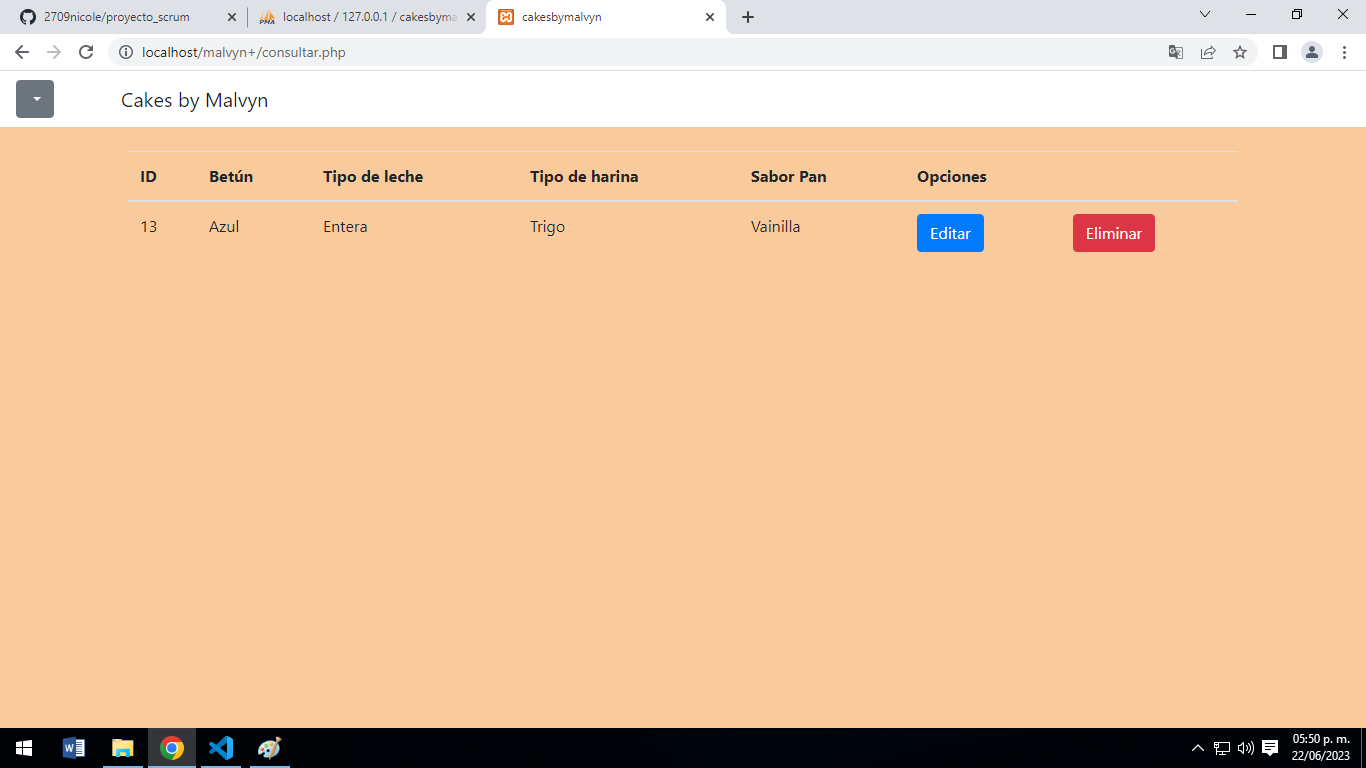 2709nicole/proyecto_scrum
localhost / 127.0.0.1 / cakesbyma
cakesbymalvyn
localhost/malvyn+/consultar.php
Cakes by Malvyn
ID Betún Tipo de leche Tipo de harina Sabor Pan Opciones
13 Azul Entera Trigo Vainilla Editar Eliminar
05:50 p. m.
22/06/2023